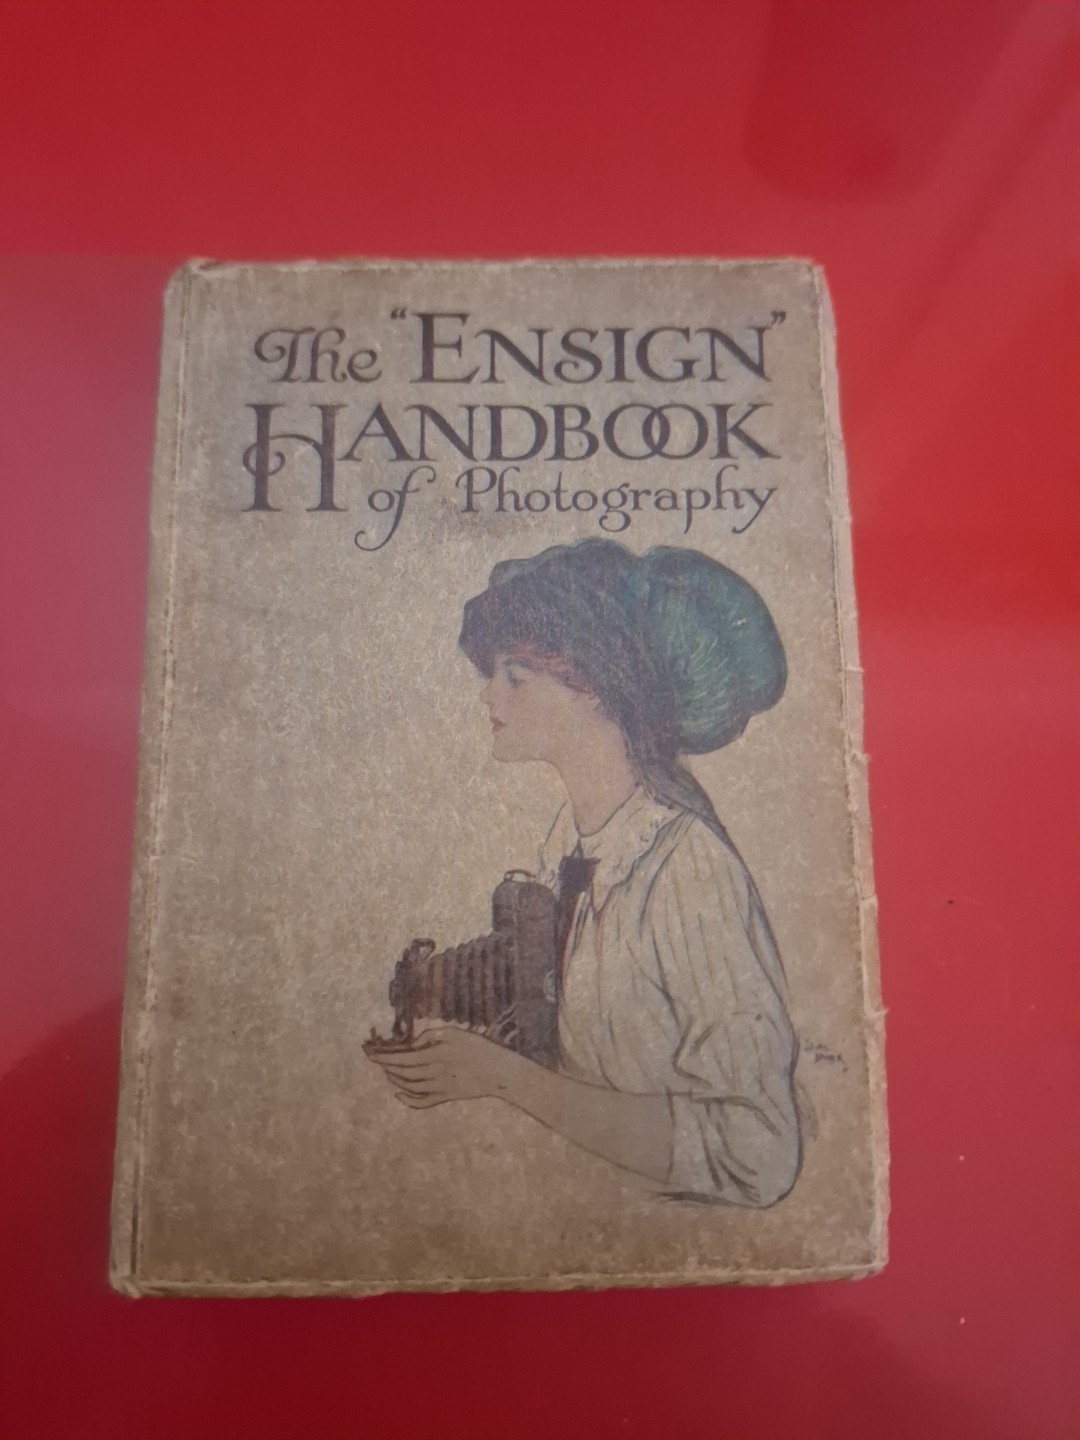 The "ENSIGN"
HANDBOOK
of Photography